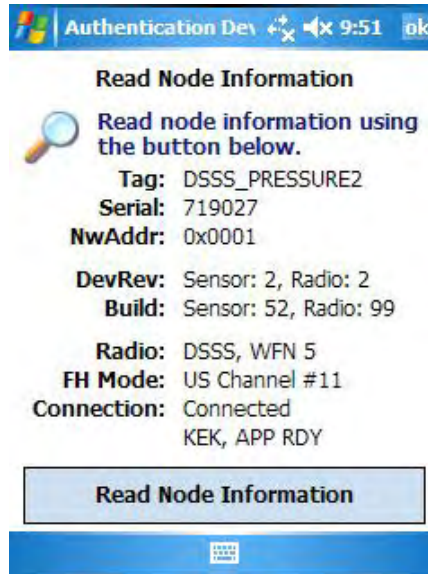 Authentication Dev 9:51 ok
Read Node Information
Read node information using
the button below.
Tag: DSSS_PRESSURE2
Serial: 719027
NwAddr: 0x0001
DevRev: Sensor: 2, Radio: 2
Build: Sensor: 52, Radio: 99
Radio: DSSS, WFN 5
FH Mode: US Channel #11
Connection: Connected
KEK, APP RDY
Read Node Information